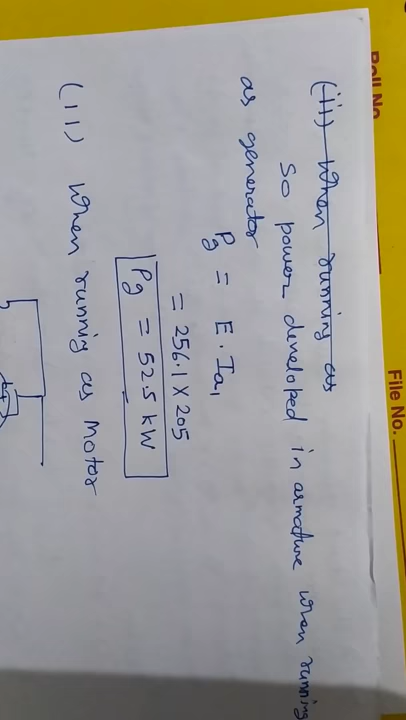 Roll No
File No.
(ii) When running as
So power developed in armature when running
as generator
Pg = E. Ia1
= 256.1 X 205
Pg = 52.5 kW
(11) When running as Motor